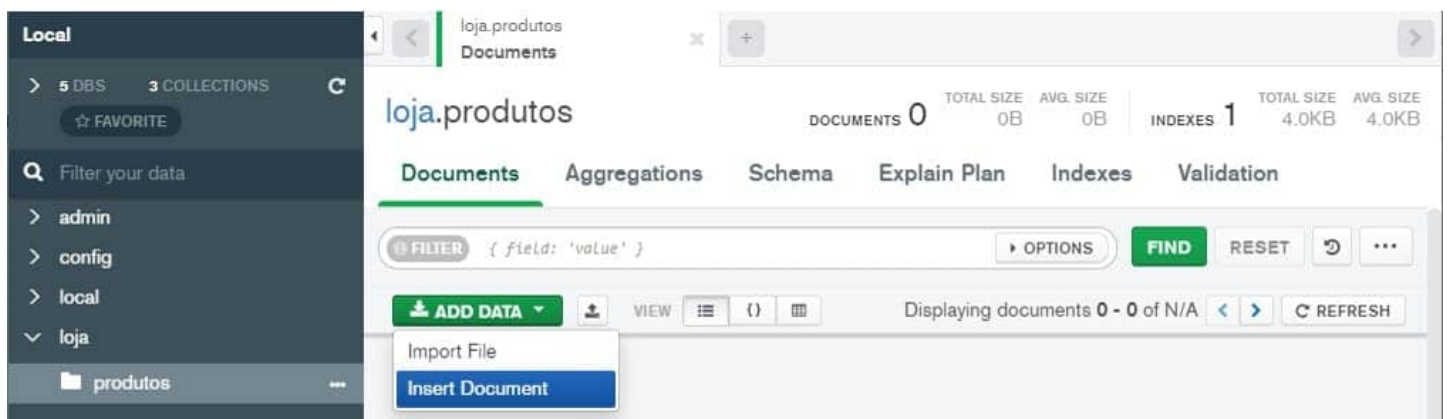 Local
5 DBS 3 COLLECTIONS
FAVORITE
Filter your data
admin
config
local
loja
produtos
loja.produtos
Documents
loja.produtos
DOCUMENTS 0 TOTAL SIZE 0B AVG. SIZE 0B INDEXES 1 TOTAL SIZE 4.0KB AVG. SIZE 4.0KB
Documents Aggregations Schema Explain Plan Indexes Validation
FILTER { field: 'value' } OPTIONS FIND RESET
ADD DATA VIEW {} Displaying documents 0 - 0 of N/A REFRESH
Import File
Insert Document